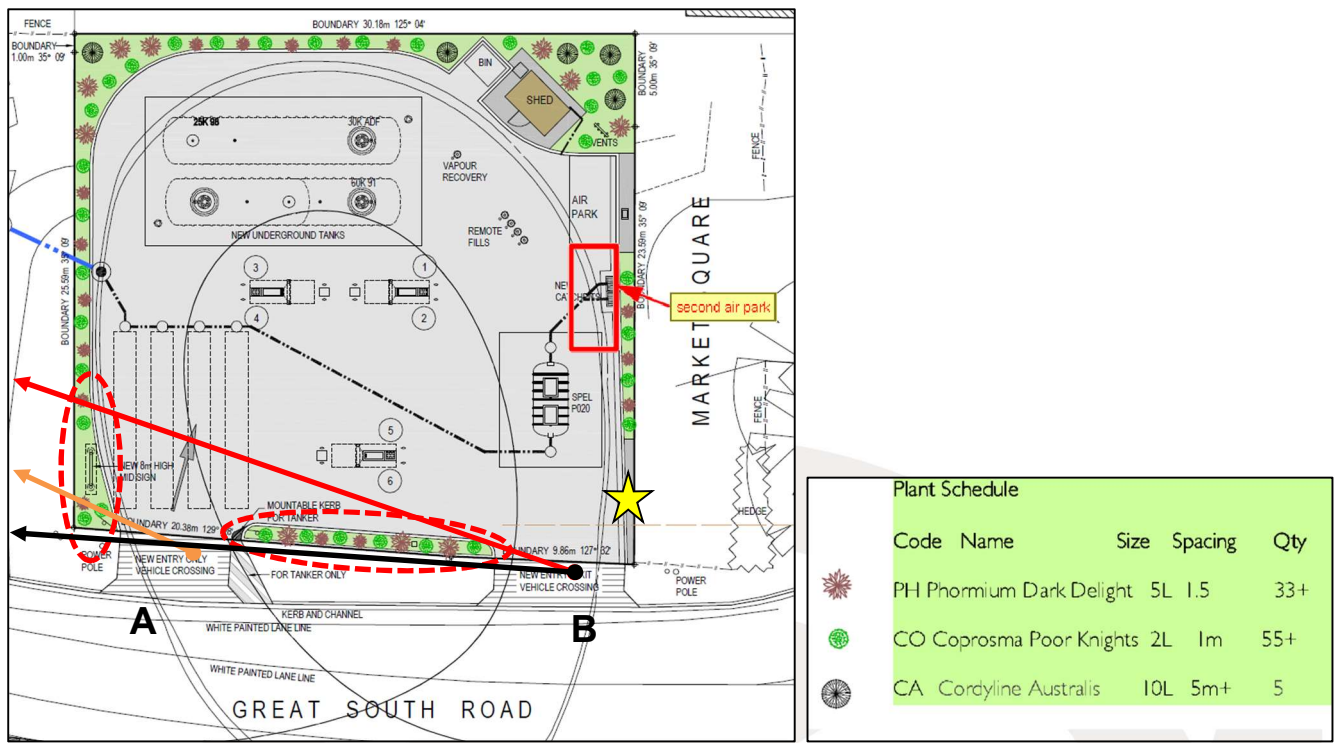 FENCE
BOUNDARY 30.18m 125° 04'
BOUNDARY
1.00m 35° 09'
BIN
SHED
BOUNDARY
5.00m 35° 09'
VENTS
FENCE
25K 98
30K ADF
60K 91
VAPOUR
RECOVERY
AIR
PARK
REMOTE
FILLS
NEW UNDERGROUND TANKS
BOUNDARY 25.59m 35° 09'
BOUNDARY 23.59m 35° 09'
MARKET SQUARE
3
1
4
2
second air park
SPEL
P020
5
6
FENCE
NEW 8m HIGH
MID SIGN
MOUNTABLE KERB
FOR TANKER
BOUNDARY 20.38m 129°
HEDGE
BOUNDARY 9.86m 127° 32'
POWER
POLE
NEW ENTRY ONLY
VEHICLE CROSSING
FOR TANKER ONLY
VEHICLE CROSSING
POWER
POLE
A
B
KERB AND CHANNEL
WHITE PAINTED LANE LINE
WHITE PAINTED LANE LINE
GREAT SOUTH ROAD
Plant Schedule
Code Name Size Spacing Qty
PH Phormium Dark Delight 5L 1.5 33+
CO Coprosma Poor Knights 2L 1m 55+
CA Cordyline Australis 10L 5m+ 5